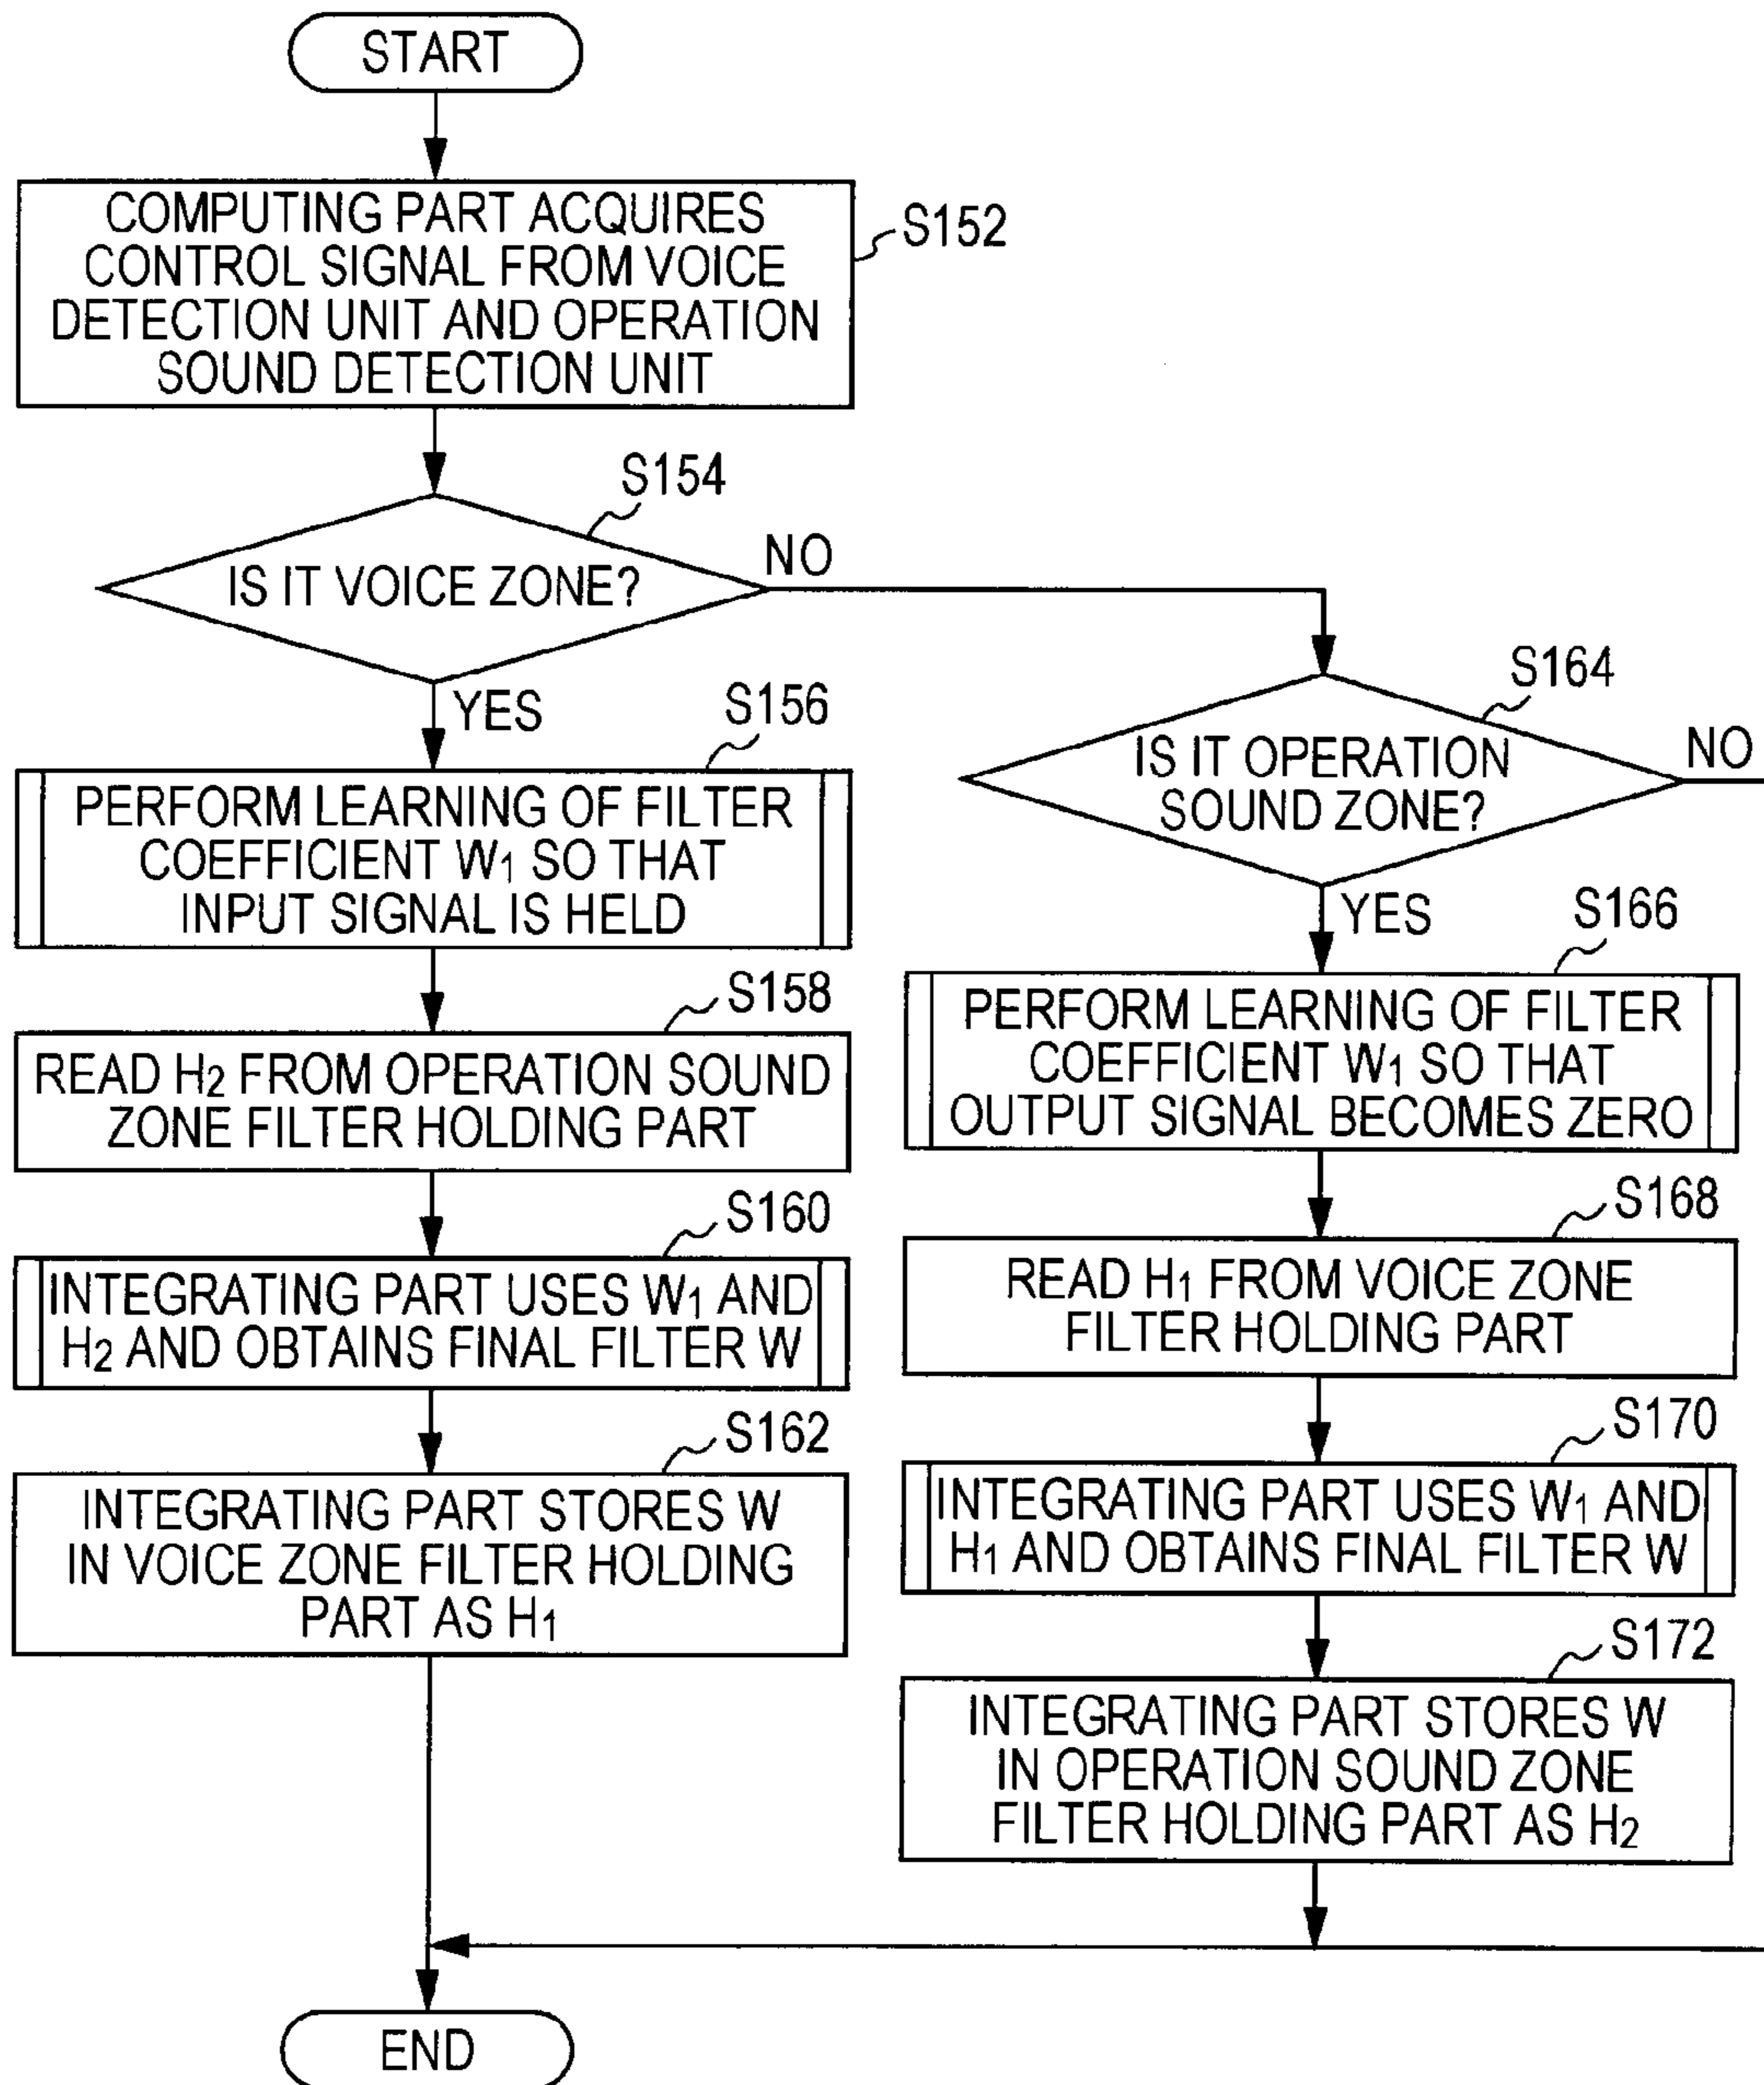 START
COMPUTING PART ACQUIRES
CONTROL SIGNAL FROM VOICE
DETECTION UNIT AND OPERATION
SOUND DETECTION UNIT
S152
S154
IS IT VOICE ZONE?
NO
YES
S156
PERFORM LEARNING OF FILTER
COEFFICIENT W1 SO THAT
INPUT SIGNAL IS HELD
S158
READ H2 FROM OPERATION SOUND
ZONE FILTER HOLDING PART
S160
INTEGRATING PART USES W1 AND
H2 AND OBTAINS FINAL FILTER W
S162
INTEGRATING PART STORES W
IN VOICE ZONE FILTER HOLDING
PART AS H1
S164
IS IT OPERATION
SOUND ZONE?
NO
YES
S166
PERFORM LEARNING OF FILTER
COEFFICIENT W1 SO THAT
OUTPUT SIGNAL BECOMES ZERO
S168
READ H1 FROM VOICE ZONE
FILTER HOLDING PART
S170
INTEGRATING PART USES W1 AND
H1 AND OBTAINS FINAL FILTER W
S172
INTEGRATING PART STORES W
IN OPERATION SOUND ZONE
FILTER HOLDING PART AS H2
END